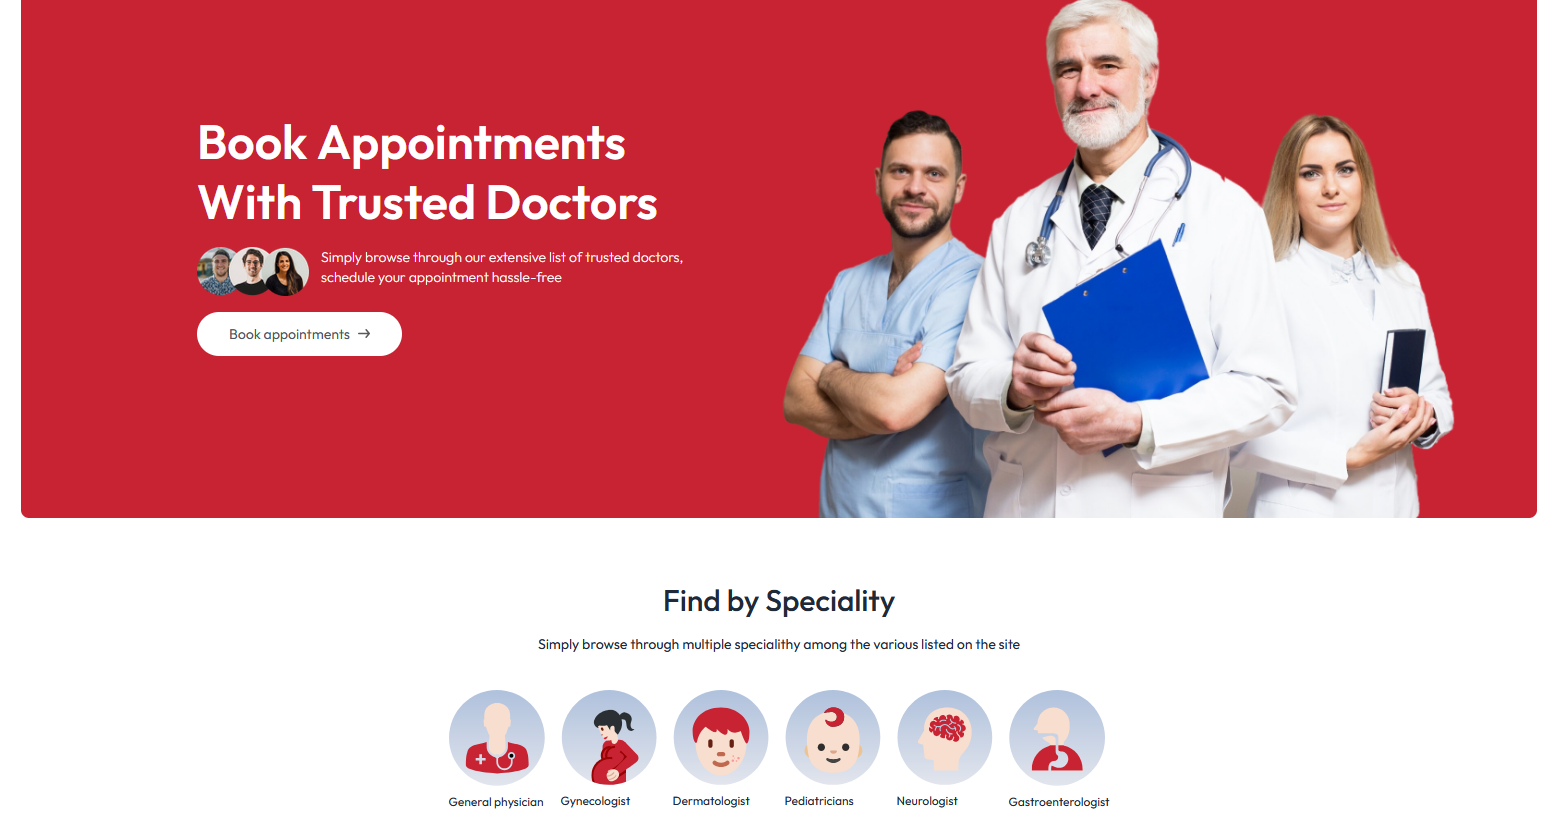 Book Appointments
With Trusted Doctors
Simply browse through our extensive list of trusted doctors,
schedule your appointment hassle-free
Book appointments →
Find by Speciality
Simply browse through multiple specialithy among the various listed on the site
General physician
Gynecologist
Dermatologist
Pediatricians
Neurologist
Gastroenterologist